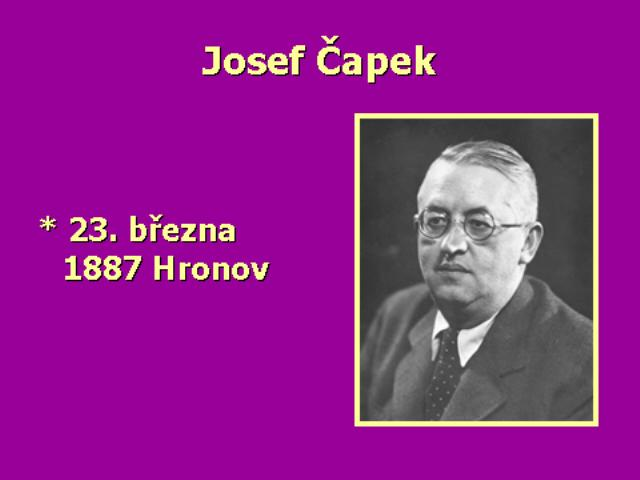 Josef Čapek
* 23. března
1887 Hronov